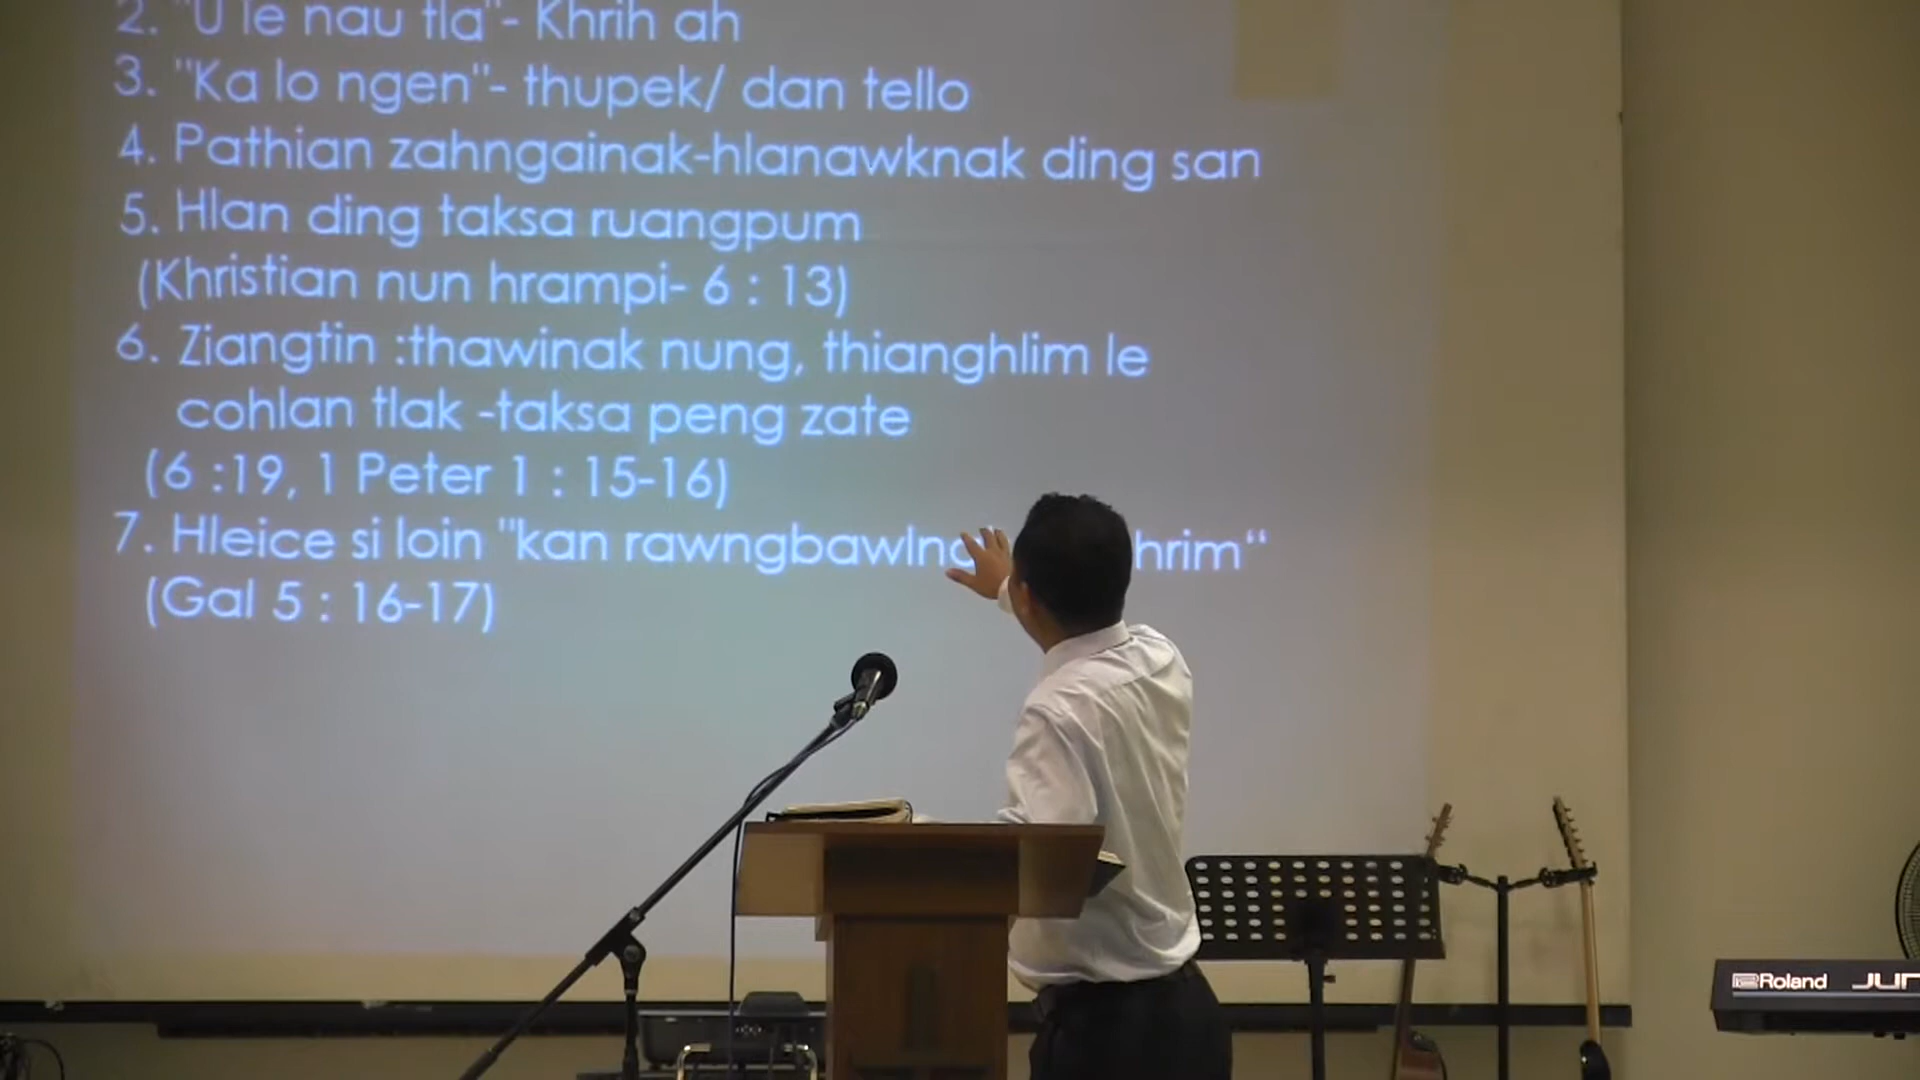 2. "U le nau tla"- Khrih ah
3. "Ka lo ngen"- thupek/ dan tello
4. Pathian zahngainak-hlanawknak ding san
5. Hlan ding taksa ruangpum
(Khristian nun hrampi- 6 : 13)
6. Ziangtin :thawinak nung, thianghlim le
cohlan tlak -taksa peng zate
(6 :19, 1 Peter 1 : 15-16)
7. Hleice si loin "kan hrim"
(Gal 5 : 16-17)
Roland